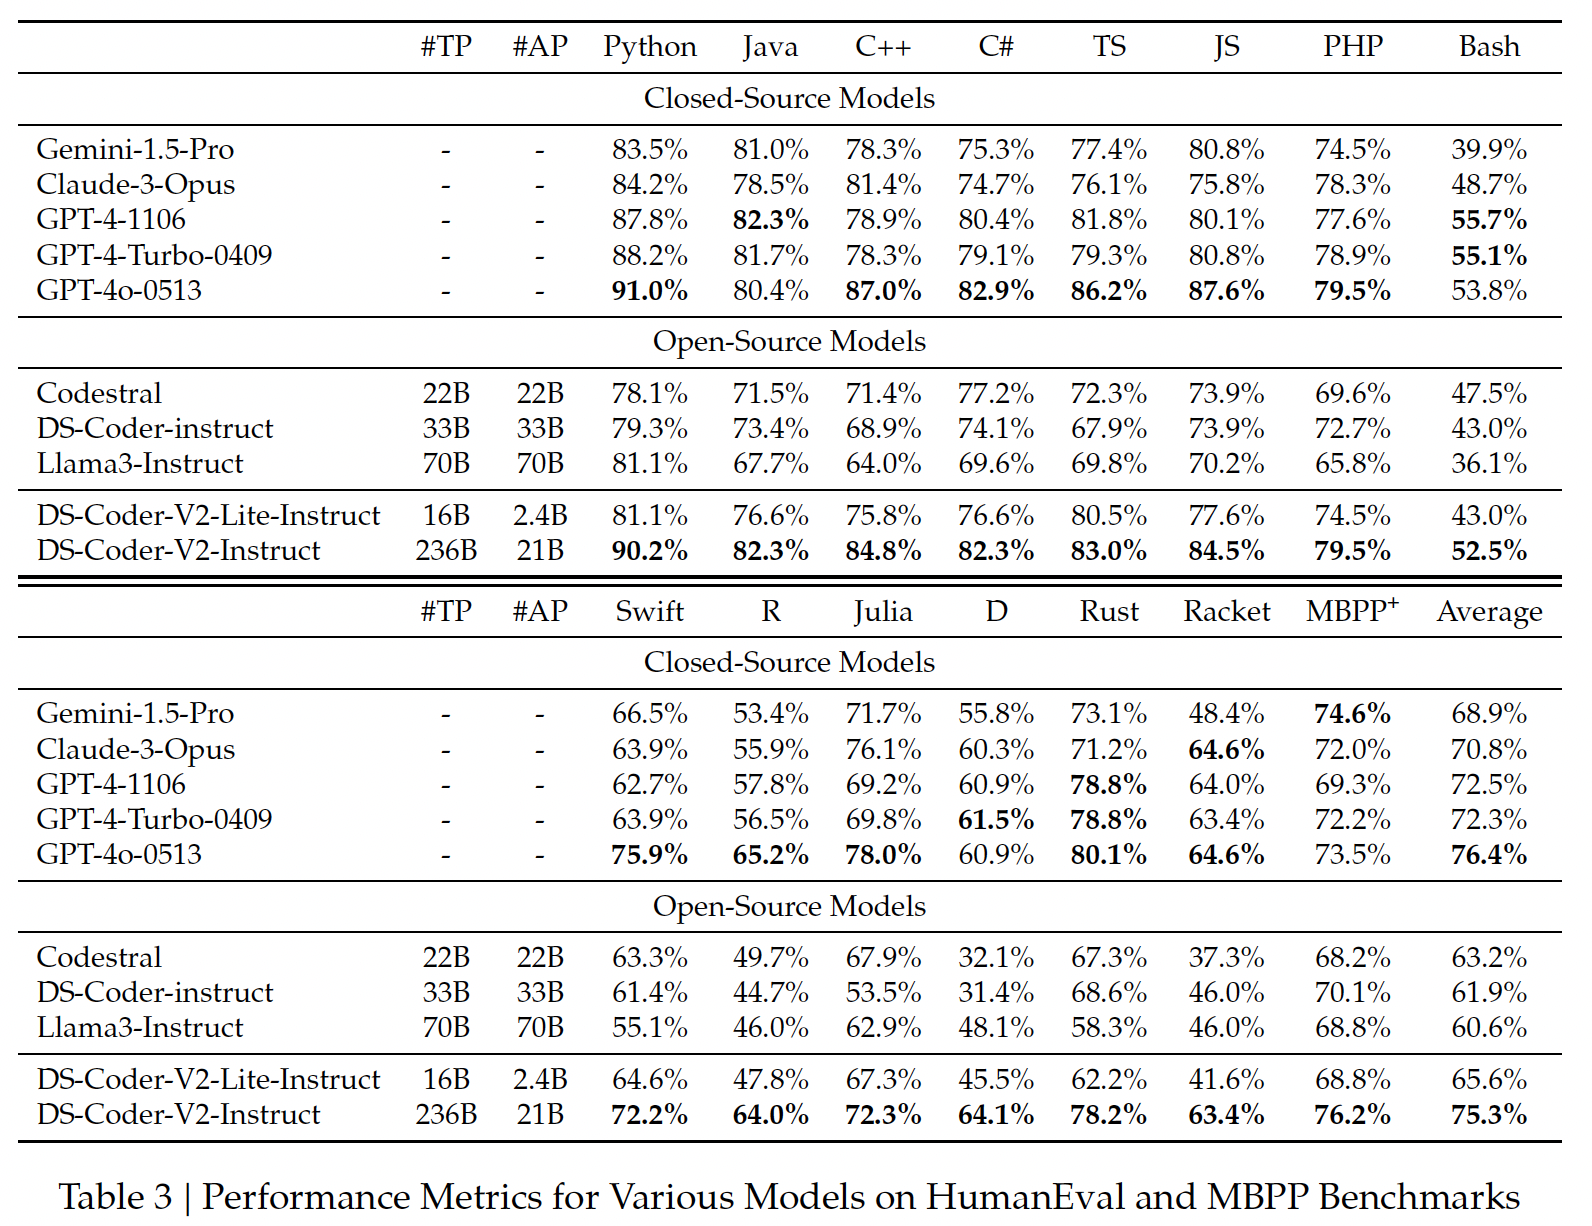 #TP #AP Python Java C++ C# TS JS PHP Bash
Closed-Source Models
Gemini-1.5-Pro - - 83.5% 81.0% 78.3% 75.3% 77.4% 80.8% 74.5% 39.9%
Claude-3-Opus - - 84.2% 78.5% 81.4% 74.7% 76.1% 75.8% 78.3% 48.7%
GPT-4-1106 - - 87.8% 82.3% 78.9% 80.4% 81.8% 80.1% 77.6% 55.7%
GPT-4-Turbo-0409 - - 88.2% 81.7% 78.3% 79.1% 79.3% 80.8% 78.9% 55.1%
GPT-4o-0513 - - 91.0% 80.4% 87.0% 82.9% 86.2% 87.6% 79.5% 53.8%
Open-Source Models
Codestral 22B 22B 78.1% 71.5% 71.4% 77.2% 72.3% 73.9% 69.6% 47.5%
DS-Coder-instruct 33B 33B 79.3% 73.4% 68.9% 74.1% 67.9% 73.9% 72.7% 43.0%
Llama3-Instruct 70B 70B 81.1% 67.7% 64.0% 69.6% 69.8% 70.2% 65.8% 36.1%
DS-Coder-V2-Lite-Instruct 16B 2.4B 81.1% 76.6% 75.8% 76.6% 80.5% 77.6% 74.5% 43.0%
DS-Coder-V2-Instruct 236B 21B 90.2% 82.3% 84.8% 82.3% 83.0% 84.5% 79.5% 52.5%
#TP #AP Swift R Julia D Rust Racket MBPP⁺ Average
Closed-Source Models
Gemini-1.5-Pro - - 66.5% 53.4% 71.7% 55.8% 73.1% 48.4% 74.6% 68.9%
Claude-3-Opus - - 63.9% 55.9% 76.1% 60.3% 71.2% 64.6% 72.0% 70.8%
GPT-4-1106 - - 62.7% 57.8% 69.2% 60.9% 78.8% 64.0% 69.3% 72.5%
GPT-4-Turbo-0409 - - 63.9% 56.5% 69.8% 61.5% 78.8% 63.4% 72.2% 72.3%
GPT-4o-0513 - - 75.9% 65.2% 78.0% 60.9% 80.1% 64.6% 73.5% 76.4%
Open-Source Models
Codestral 22B 22B 63.3% 49.7% 67.9% 32.1% 67.3% 37.3% 68.2% 63.2%
DS-Coder-instruct 33B 33B 61.4% 44.7% 53.5% 31.4% 68.6% 46.0% 70.1% 61.9%
Llama3-Instruct 70B 70B 55.1% 46.0% 62.9% 48.1% 58.3% 46.0% 68.8% 60.6%
DS-Coder-V2-Lite-Instruct 16B 2.4B 64.6% 47.8% 67.3% 45.5% 62.2% 41.6% 68.8% 65.6%
DS-Coder-V2-Instruct 236B 21B 72.2% 64.0% 72.3% 64.1% 78.2% 63.4% 76.2% 75.3%
Table 3 | Performance Metrics for Various Models on HumanEval and MBPP Benchmarks